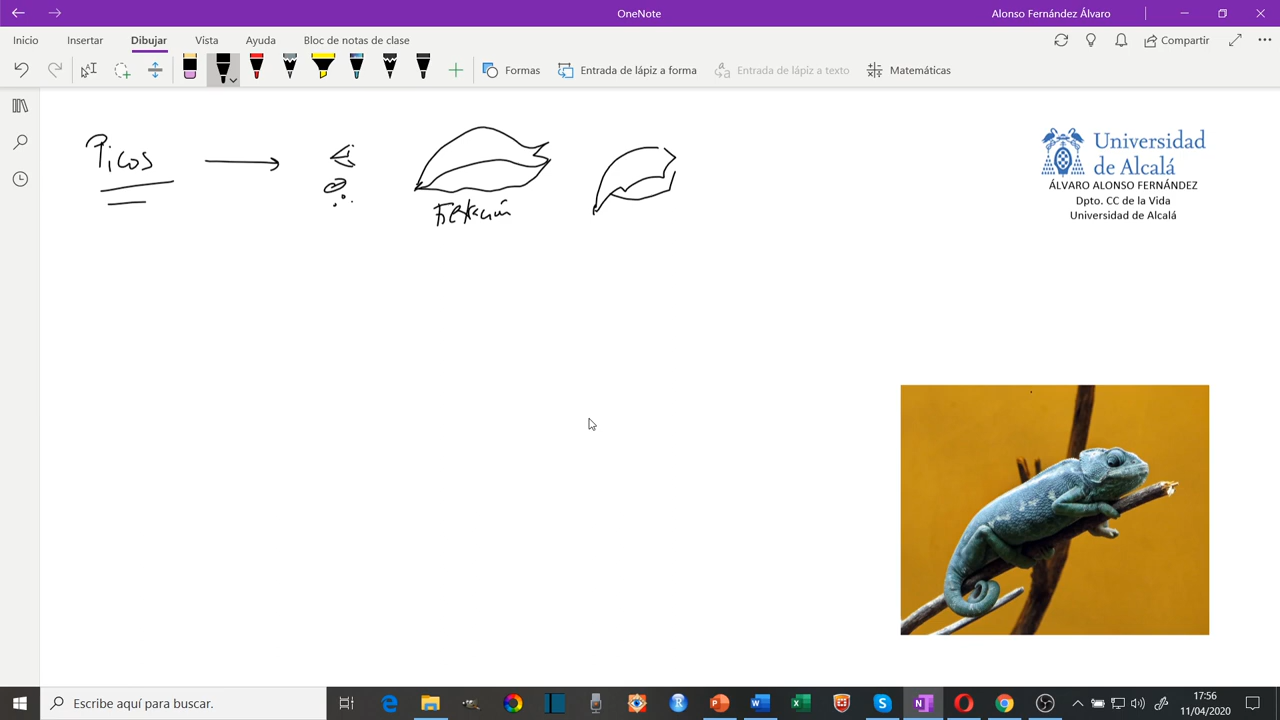 OneNote
Alonso Fernández Álvaro
Inicio Insertar Dibujar Vista Ayuda Bloc de notas de clase
Compartir
Formas Entrada de lápiz a forma Entrada de lápiz a texto Matemáticas
Picos
Universidad
de Alcalá
ÁLVARO ALONSO FERNÁNDEZ
Dpto. CC de la Vida
Universidad de Alcalá
Escribe aquí para buscar.
17:56
11/04/2020